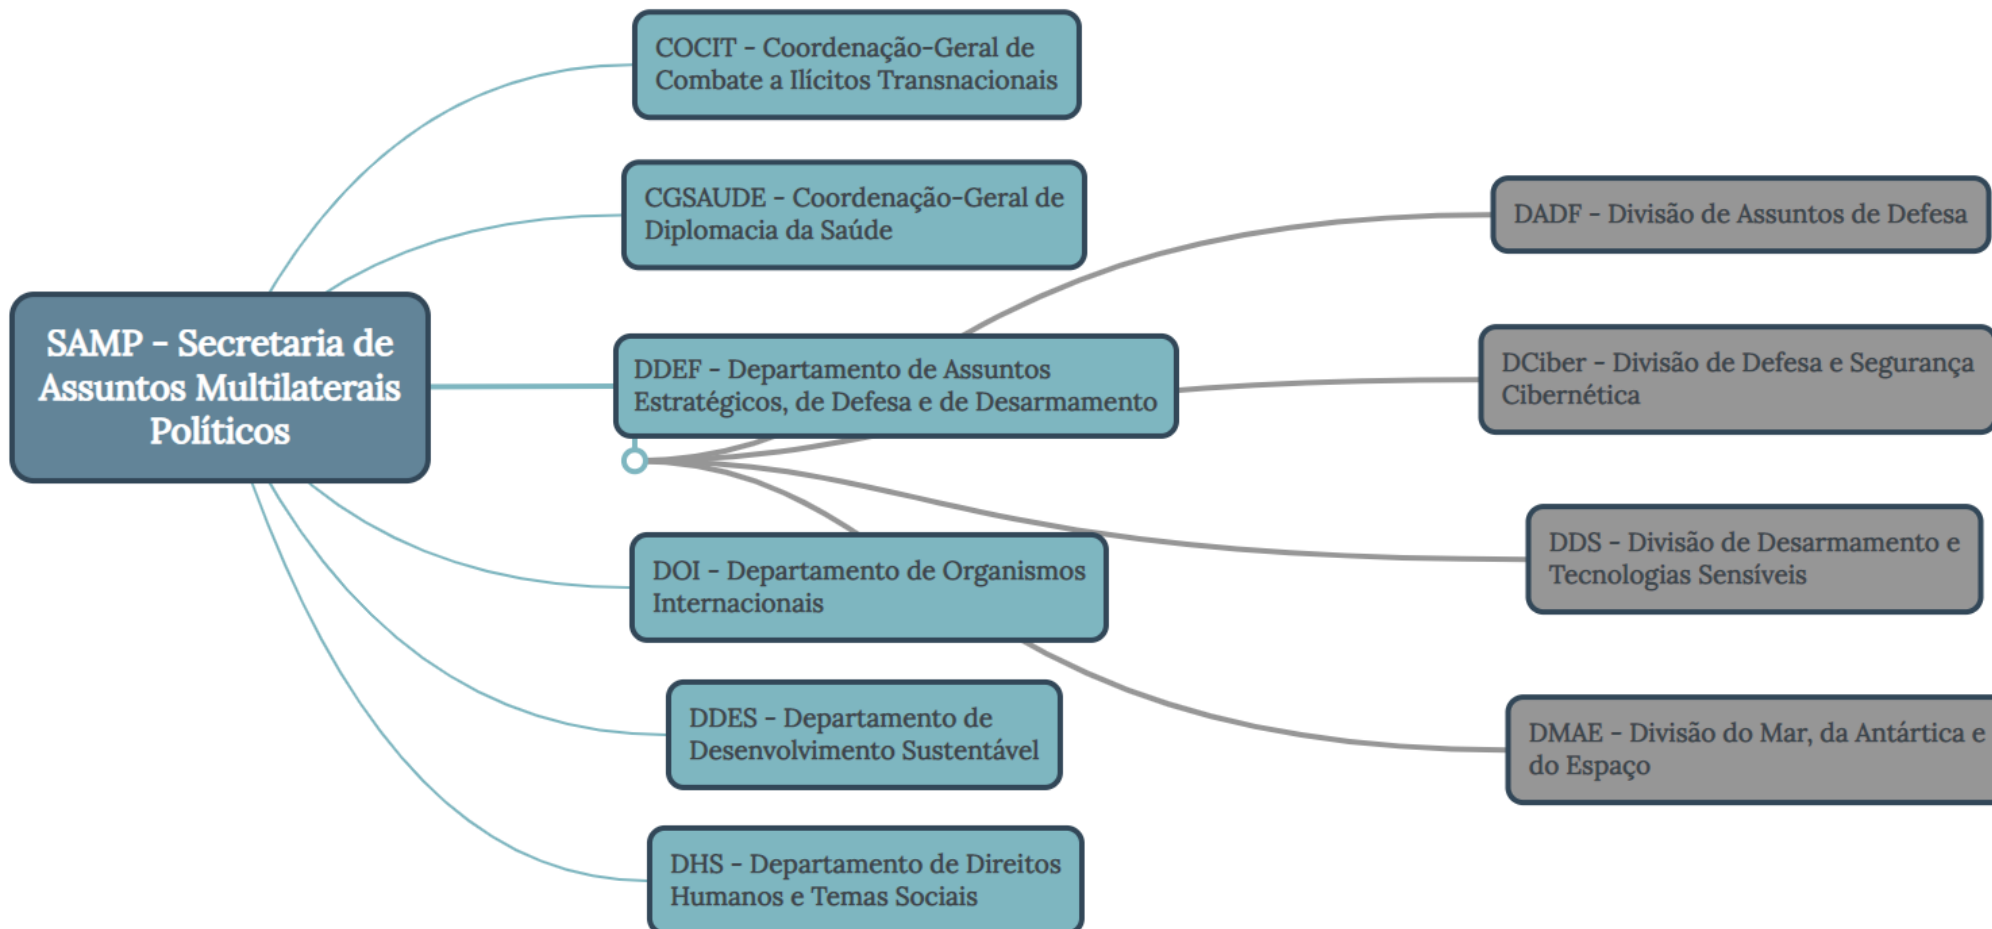 SAMP - Secretaria de
Assuntos Multilaterais
Políticos
COCIT - Coordenação-Geral de
Combate a Ilícitos Transnacionais
CGSAUDE - Coordenação-Geral de
Diplomacia da Saúde
DDEF - Departamento de Assuntos
Estratégicos, de Defesa e de Desarmamento
DOI - Departamento de Organismos
Internacionais
DDES - Departamento de
Desenvolvimento Sustentável
DHS - Departamento de Direitos
Humanos e Temas Sociais
DADF - Divisão de Assuntos de Defesa
DCiber - Divisão de Defesa e Segurança
Cibernética
DDS - Divisão de Desarmamento e
Tecnologias Sensíveis
DMAE - Divisão do Mar, da Antártica e
do Espaço